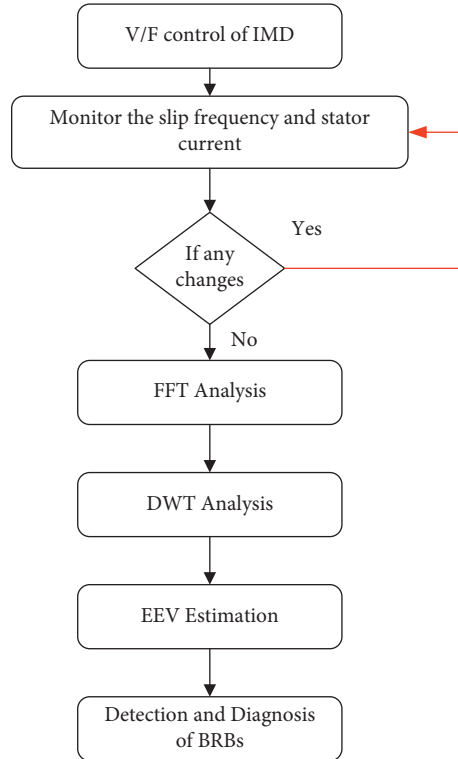 V/F control of IMD
Monitor the slip frequency and stator
current
Yes
If any
changes
No
FFT Analysis
DWT Analysis
EEV Estimation
Detection and Diagnosis
of BRBs